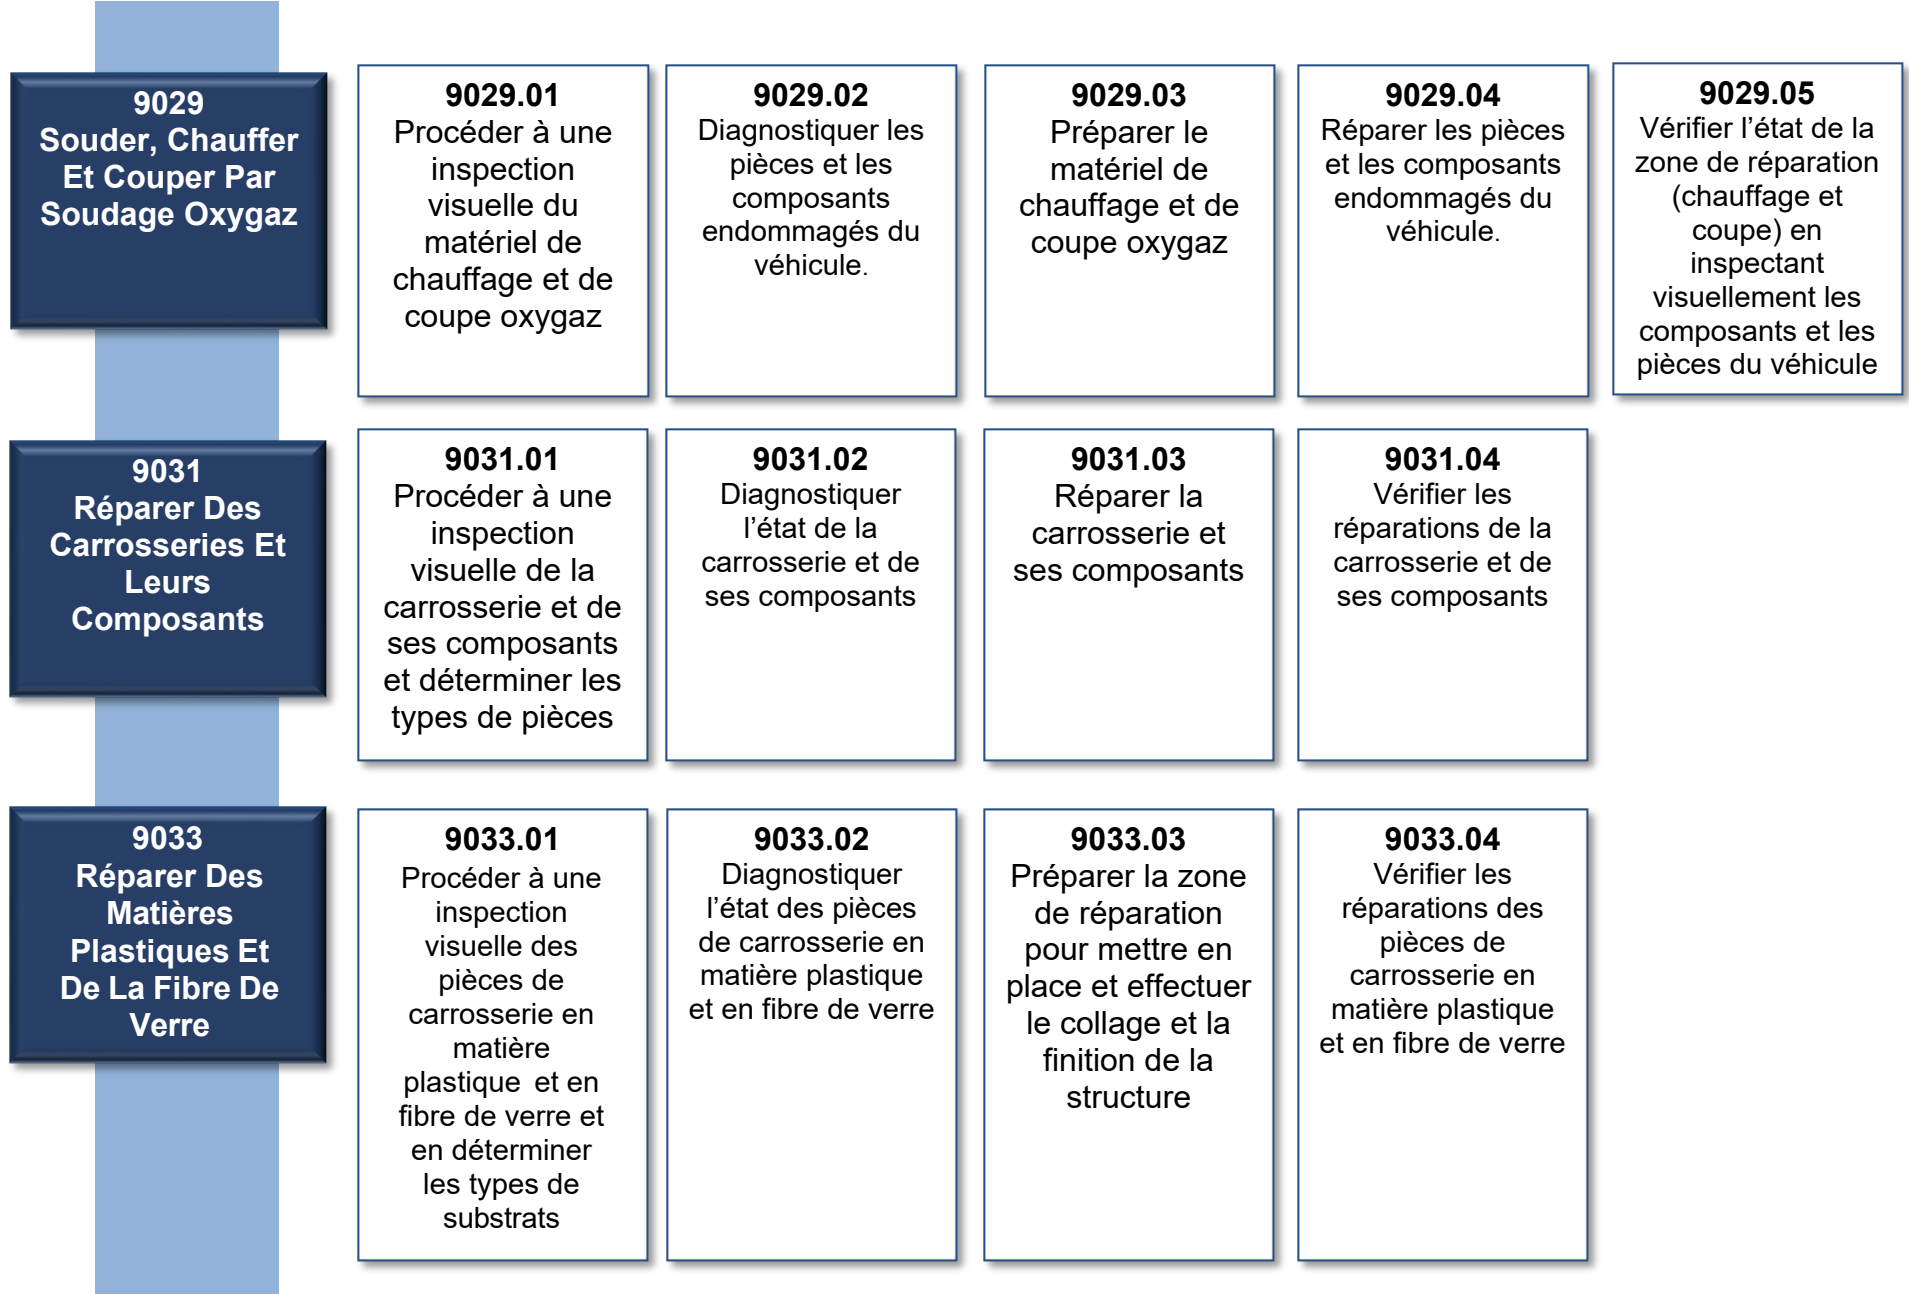 9029
Souder, Chauffer
Et Couper Par
Soudage Oxygaz
9029.01
Procéder à une
inspection
visuelle du
matériel de
chauffage et de
coupe oxygaz
9029.02
Diagnostiquer les
pièces et les
composants
endommagés du
véhicule.
9029.03
Préparer le
matériel de
chauffage et de
coupe oxygaz
9029.04
Réparer les pièces
et les composants
endommagés du
véhicule.
9029.05
Vérifier l’état de la
zone de réparation
(chauffage et
coupe) en
inspectant
visuellement les
composants et les
pièces du véhicule
9031
Réparer Des
Carrosseries Et
Leurs
Composants
9031.01
Procéder à une
inspection
visuelle de la
carrosserie et de
ses composants
et déterminer les
types de pièces
9031.02
Diagnostiquer
l’état de la
carrosserie et de
ses composants
9031.03
Réparer la
carrosserie et
ses composants
9031.04
Vérifier les
réparations de la
carrosserie et de
ses composants
9033
Réparer Des
Matières
Plastiques Et
De La Fibre De
Verre
9033.01
Procéder à une
inspection
visuelle des
pièces de
carrosserie en
matière
plastique et en
fibre de verre et
en déterminer
les types de
substrats
9033.02
Diagnostiquer
l’état des pièces
de carrosserie en
matière plastique
et en fibre de verre
9033.03
Préparer la zone
de réparation
pour mettre en
place et effectuer
le collage et la
finition de la
structure
9033.04
Vérifier les
réparations des
pièces de
carrosserie en
matière plastique
et en fibre de verre